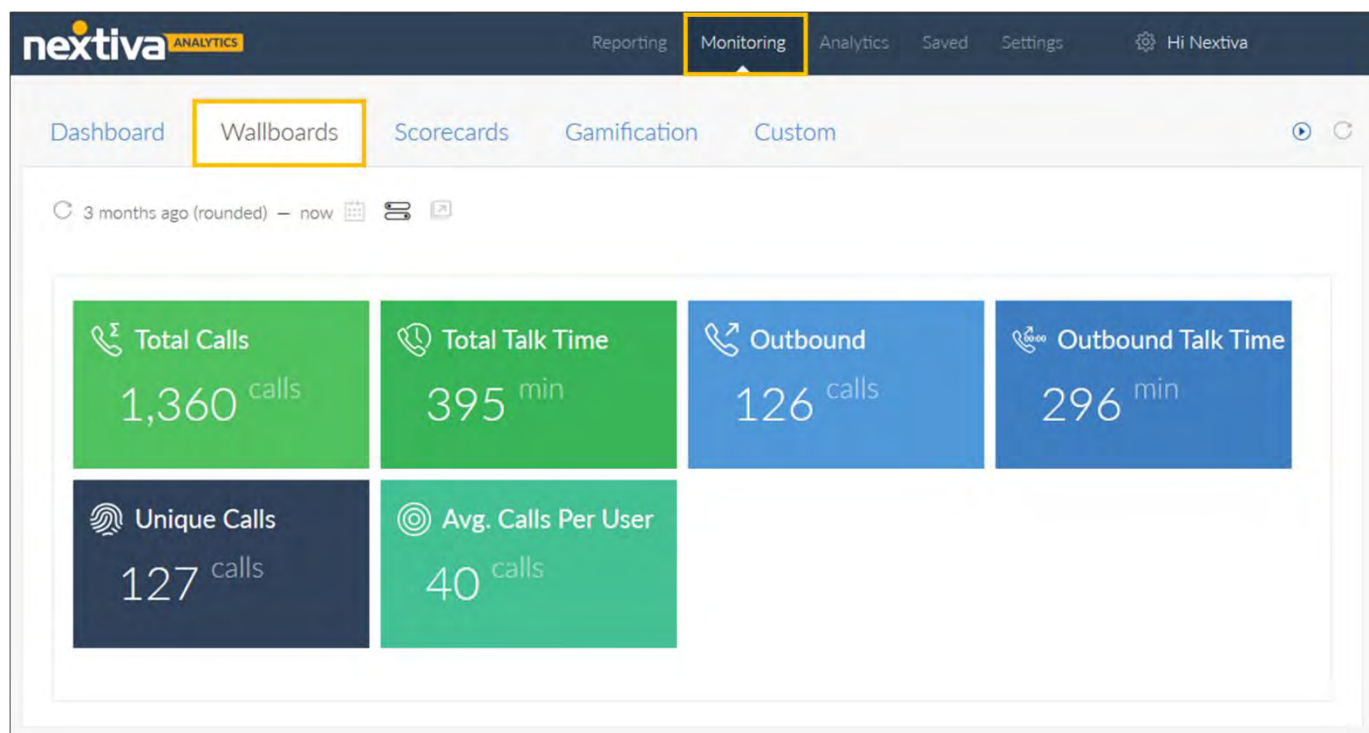 nextiva ANALYTICS Reporting Monitoring Analytics Saved Settings Hi Nextiva
Dashboard Wallboards Scorecards Gamification Custom
3 months ago (rounded) – now
Total Calls
1,360 calls
Total Talk Time
395 min
Outbound
126 calls
Outbound Talk Time
296 min
Unique Calls
127 calls
Avg. Calls Per User
40 calls